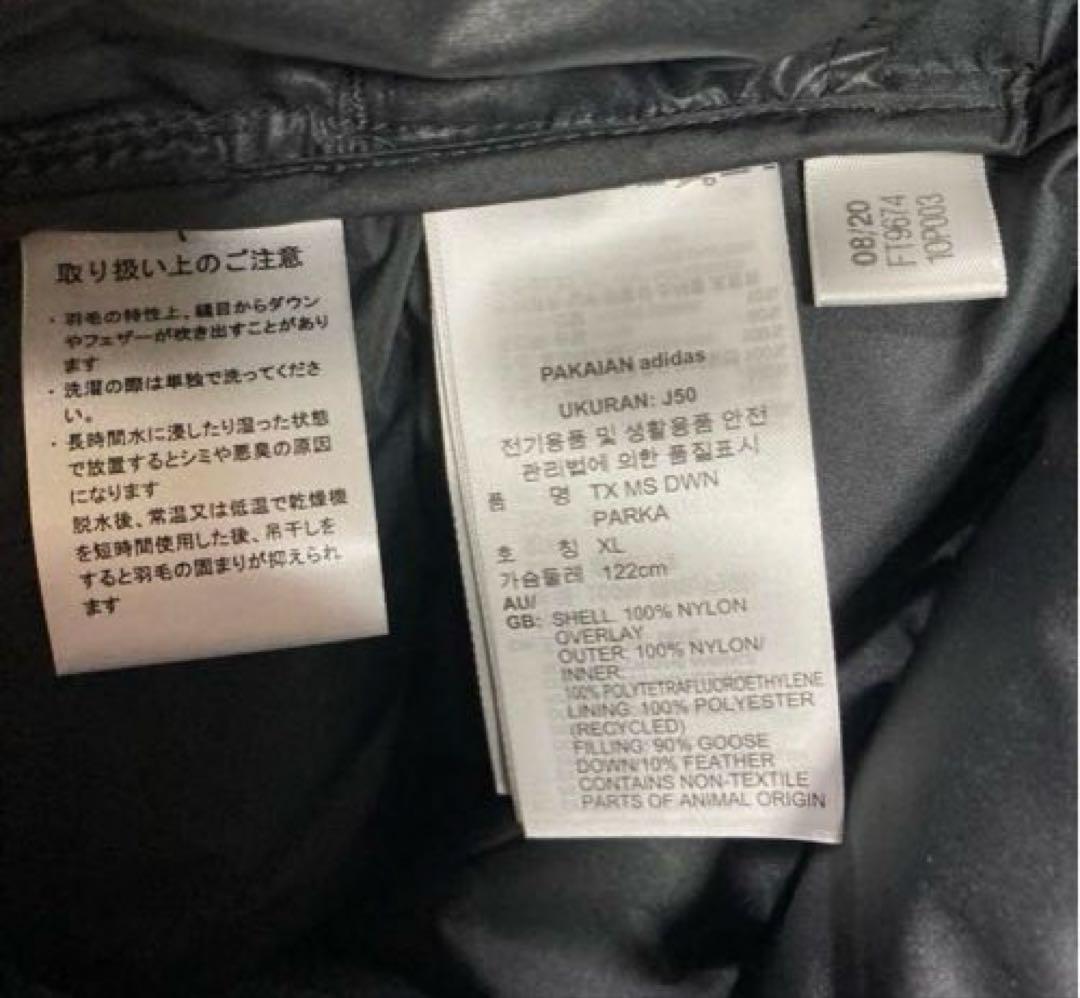 取り扱い上のご注意
・羽毛の特性上、縫目からダウン
やフェザーが吹き出すことがあり
ます
・洗濯の際は単独で洗ってくださ
い。
・長時間水に浸したり湿った状態
で放置するとシミや悪臭の原因
になります
脱水後、常温又は低温で乾燥機
を短時間使用した後、吊干しを
すると羽毛の固まりが抑えられ
ます
PAKAIAN adidas
UKURAN: J50
전기용품 및 생활용품 안전
관리법에 의한 품질표시
품 명 TX MS DWN
PARKA
호 칭 XL
가슴둘레 122cm
AU/
GB: SHELL: 100% NYLON
OVERLAY
OUTER: 100% NYLON/
INNER:
100% POLYTETRAFLUOROETHYLENE
LINING: 100% POLYESTER
(RECYCLED)
FILLING: 90% GOOSE
DOWN/10% FEATHER
CONTAINS NON-TEXTILE
PARTS OF ANIMAL ORIGIN
08/20
FT9674
10P003